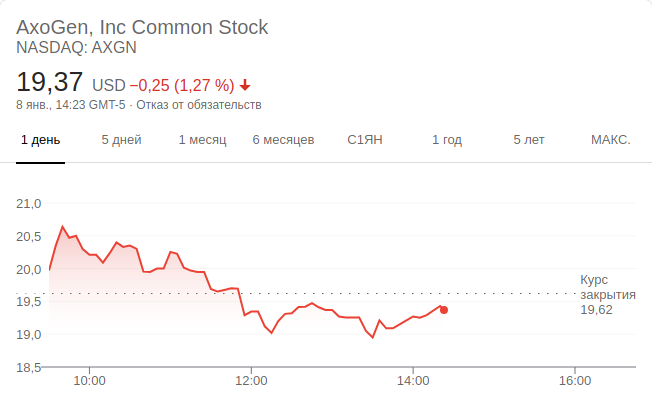 AxoGen, Inc Common Stock
NASDAQ: AXGN
19,37 USD −0,25 (1,27 %)
8 янв., 14:23 GMT-5 · Отказ от обязательств
1 день 5 дней 1 месяц 6 месяцев С1ЯН 1 год 5 лет МАКС.
21,0
20,5
20,0
Курс
закрытия
19,5
19,62
19,0
18,5
10:00 12:00 14:00 16:00